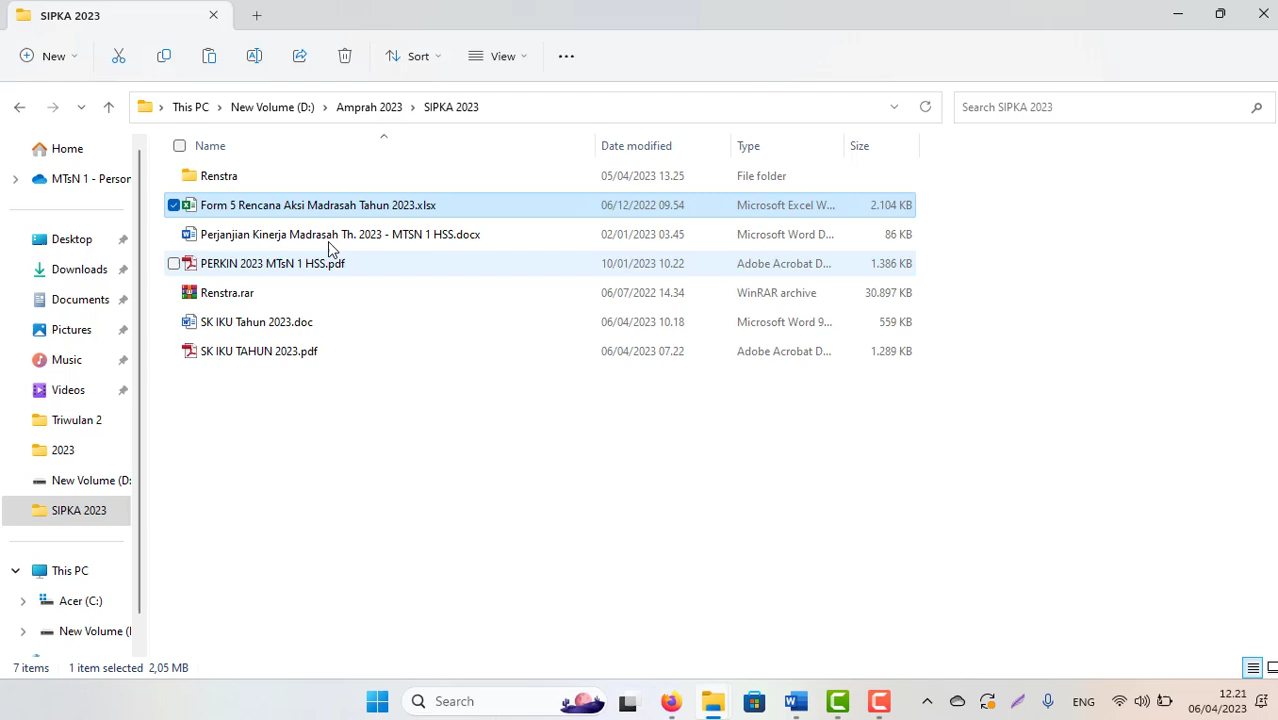 SIPKA 2023
New
Sort
View
This PC > New Volume (D:) > Amprah 2023 > SIPKA 2023
Search SIPKA 2023
Name Date modified Type Size
Renstra 05/04/2023 13.25 File folder
Form 5 Rencana Aksi Madrasah Tahun 2023.xlsx 06/12/2022 09.54 Microsoft Excel W... 2.104 KB
Perjanjian Kinerja Madrasah Th. 2023 - MTSN 1 HSS.docx 02/01/2023 03.45 Microsoft Word D... 86 KB
PERKIN 2023 MTsN 1 HSS.pdf 10/01/2023 10.22 Adobe Acrobat D... 1.386 KB
Renstra.rar 06/07/2022 14.34 WinRAR archive 30.897 KB
SK IKU Tahun 2023.doc 06/04/2023 10.18 Microsoft Word 9... 559 KB
SK IKU TAHUN 2023.pdf 06/04/2023 07.22 Adobe Acrobat D... 1.289 KB
Home
MTsN 1 - Person
Desktop
Downloads
Documents
Pictures
Music
Videos
Triwulan 2
2023
New Volume (D:
SIPKA 2023
This PC
Acer (C:)
New Volume (
7 items 1 item selected 2,05 MB
Search
ENG
12.21
06/04/2023